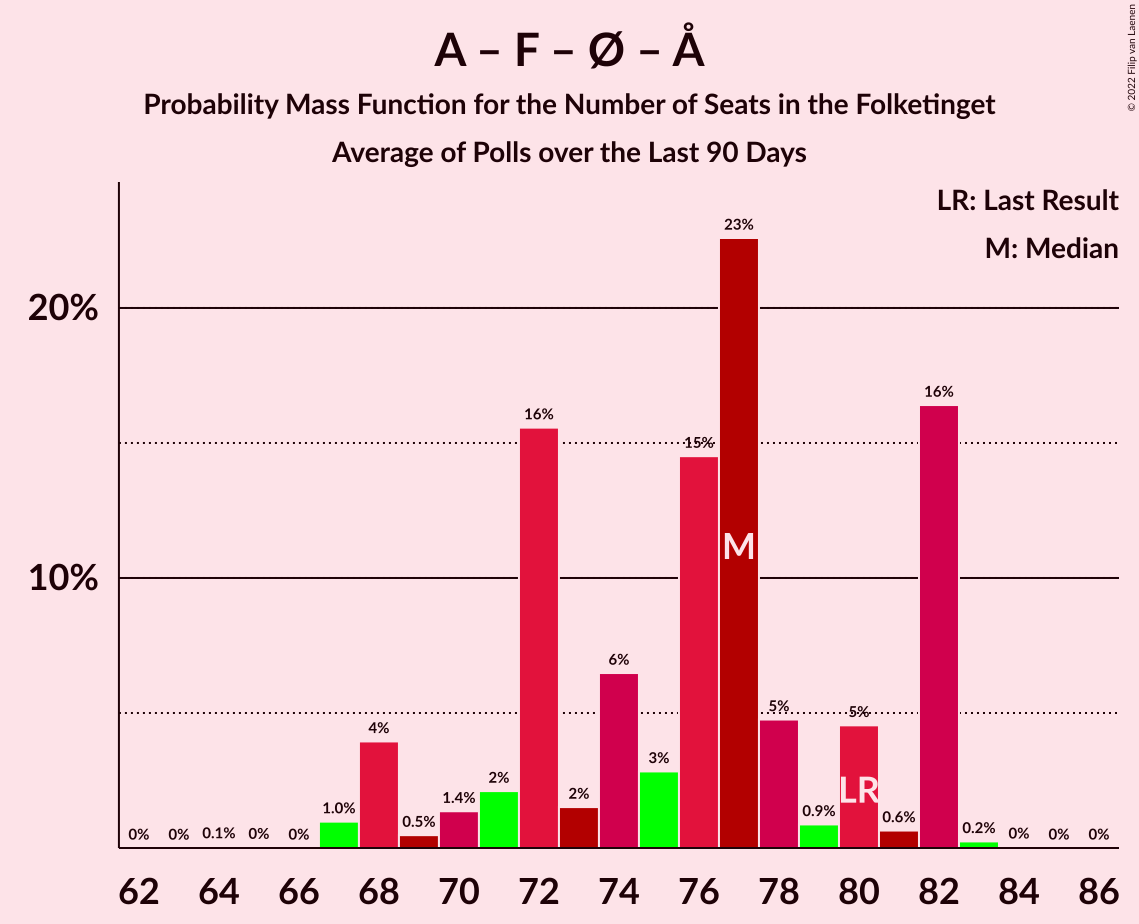 A – F – Ø – Å
Probability Mass Function for the Number of Seats in the Folketinget
Average of Polls over the Last 90 Days
© 2022 Filip van Laenen
LR: Last Result
M: Median
20%
10%
0% 0% 0.1% 0% 0% 1.0% 4% 0.5% 1.4% 2% 16% 2% 6% 3% 15% 23% 5% 0.9% 5% 0.6% 16% 0.2% 0% 0% 0%
M
LR
62 64 66 68 70 72 74 76 78 80 82 84 86